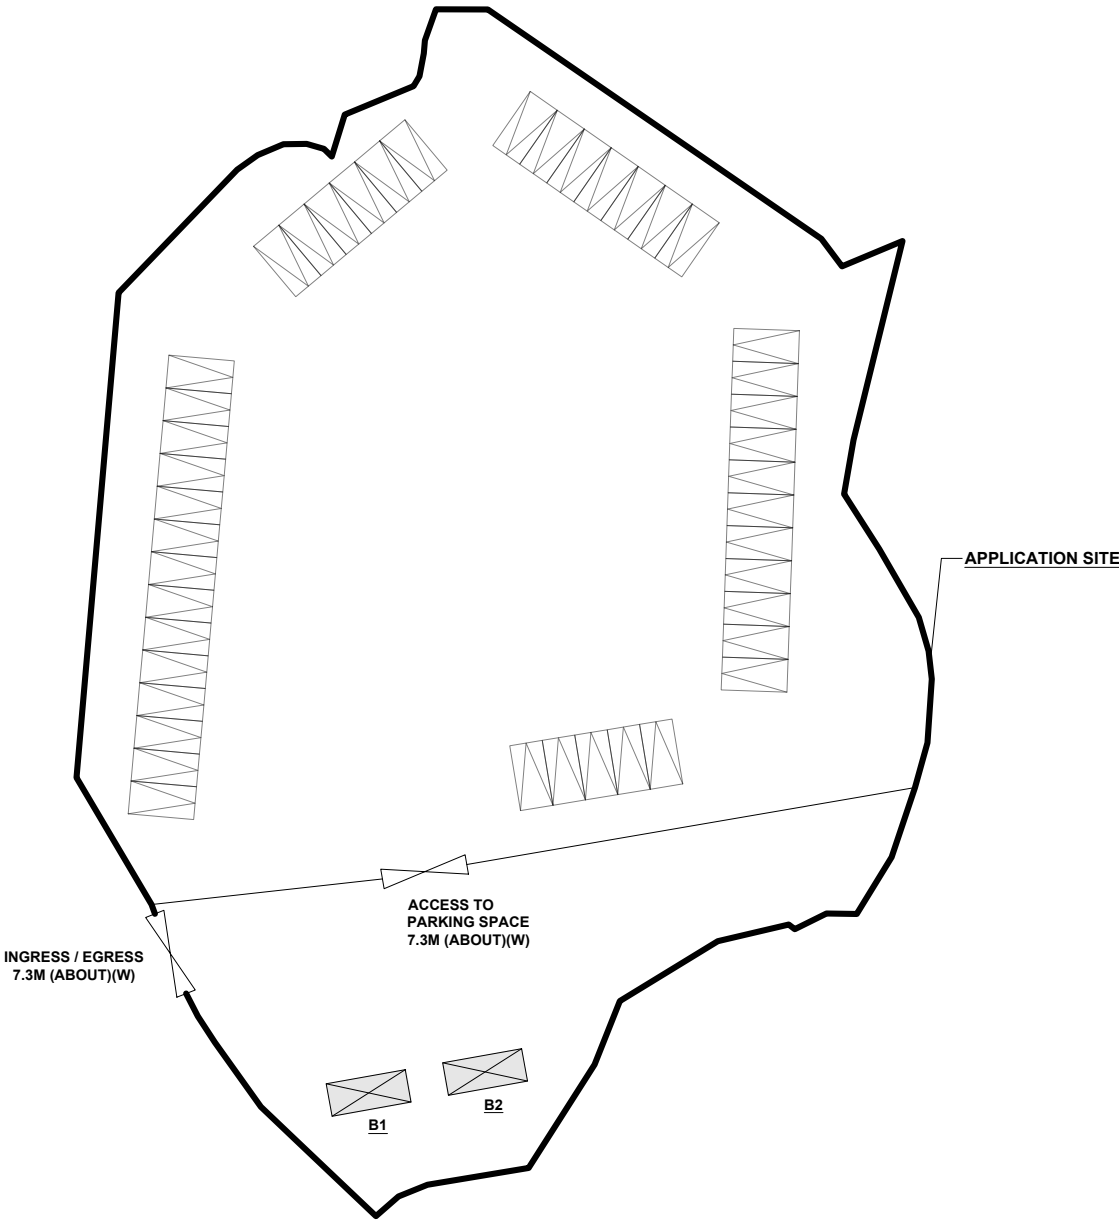 APPLICATION SITE
ACCESS TO
PARKING SPACE
7.3M (ABOUT)(W)
INGRESS / EGRESS
7.3M (ABOUT)(W)
B1
B2